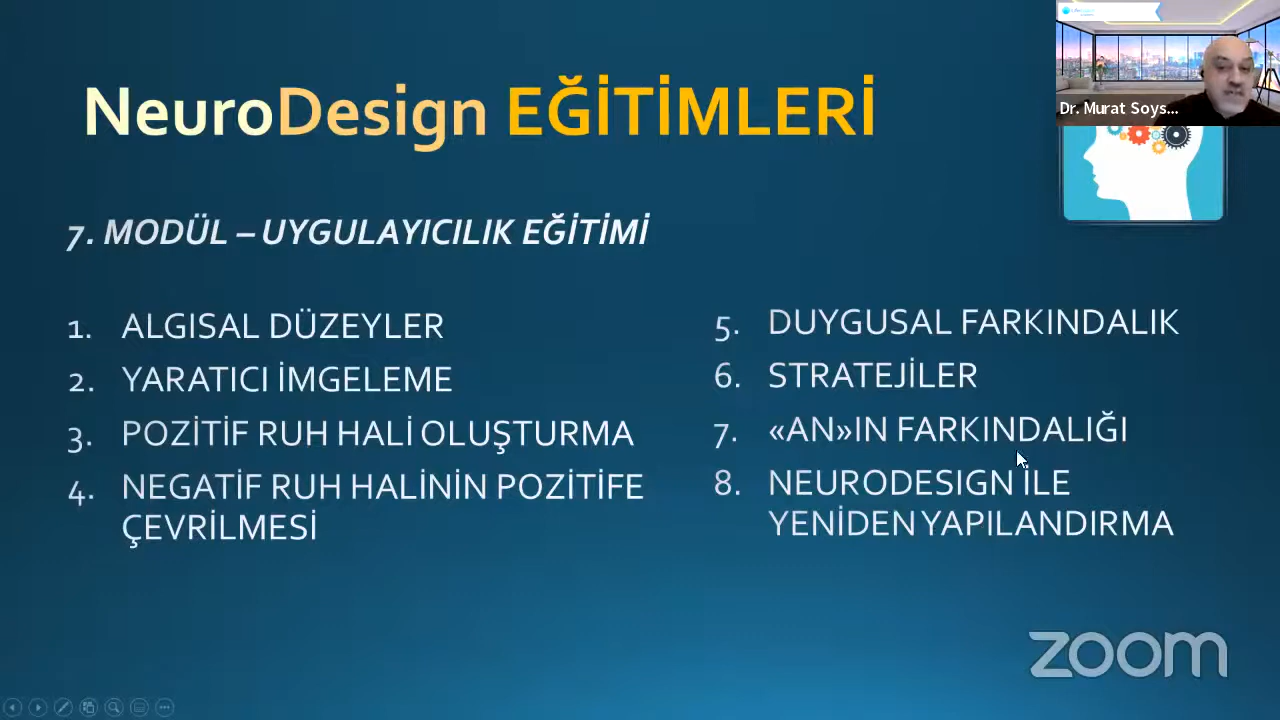 NeuroDesign EĞİTİMLERİ
Dr. Murat Soys...
7. MODÜL – UYGULAYICILIK EĞİTİMİ
1. ALGISAL DÜZEYLER
2. YARATICI İMGELEME
3. POZİTİF RUH HALİ OLUŞTURMA
4. NEGATİF RUH HALİNİN POZİTİFE
ÇEVRİLMESİ
5. DUYGUSAL FARKINDALIK
6. STRATEJİLER
7. «AN»IN FARKINDALIĞI
8. NEURODESIGN İLE
YENİDEN YAPILANDIRMA
zoom